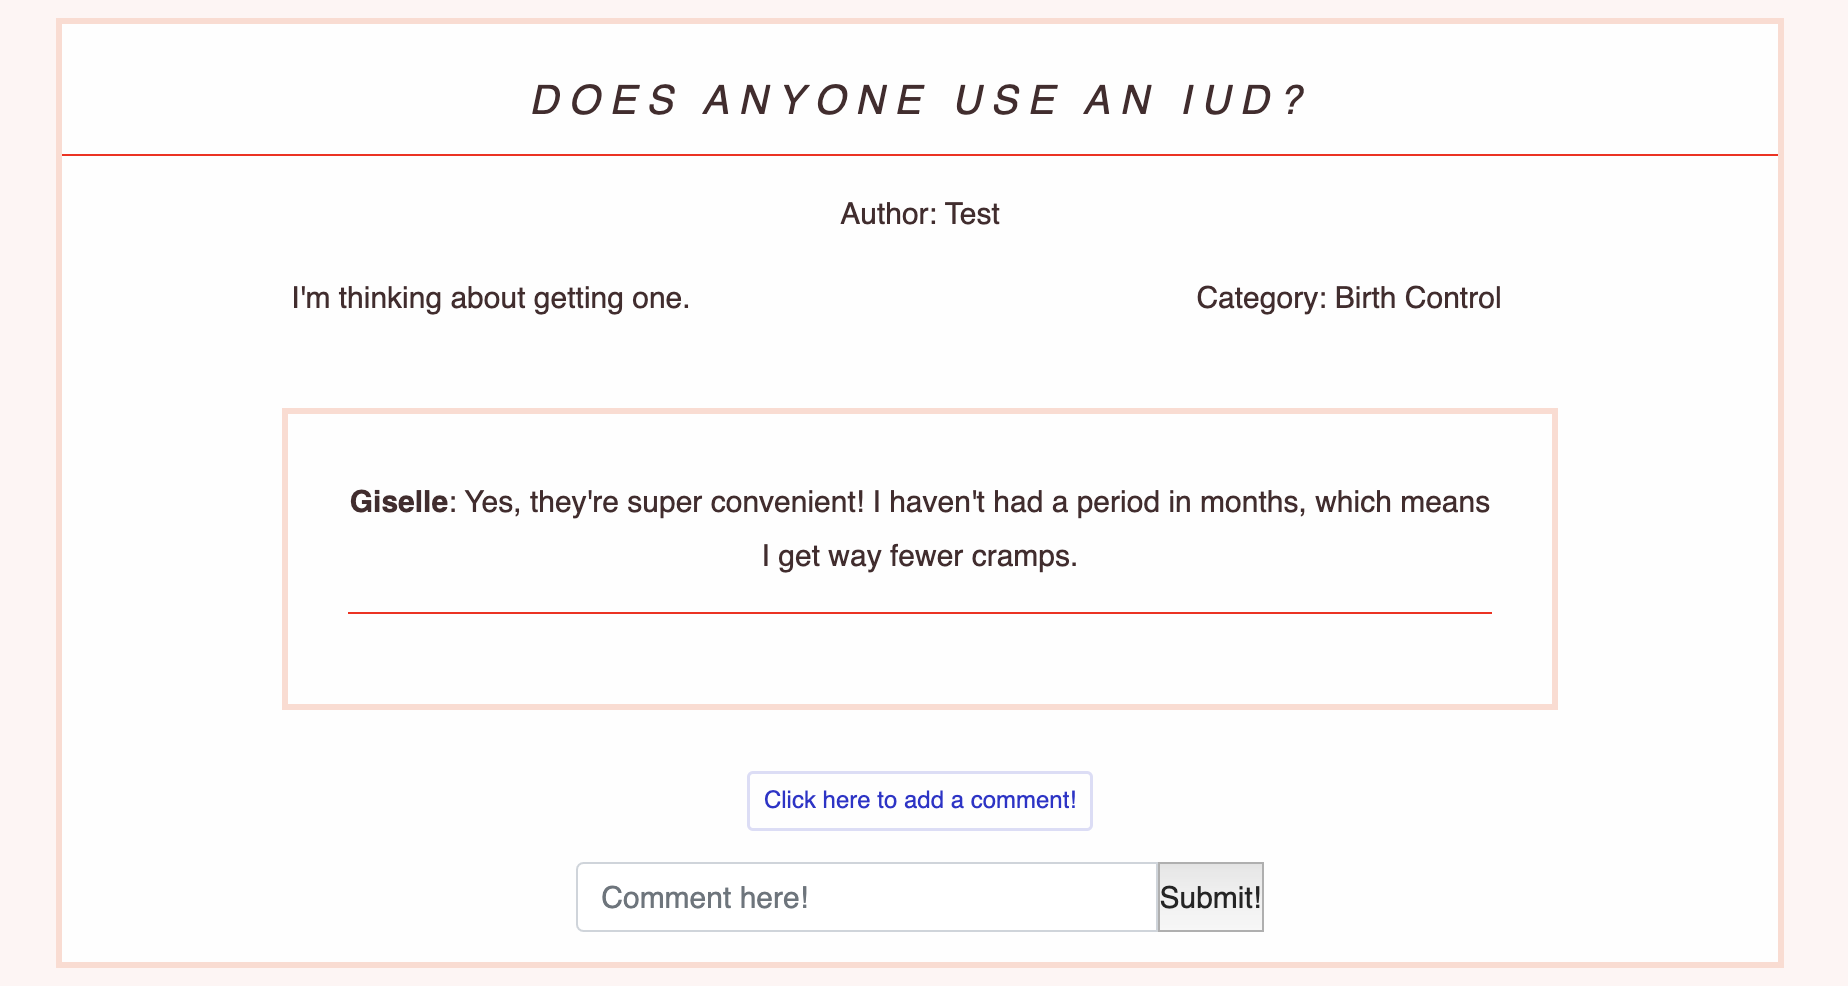 DOES ANYONE USE AN IUD?
Author: Test
I'm thinking about getting one.
Category: Birth Control
Giselle: Yes, they're super convenient! I haven't had a period in months, which means
I get way fewer cramps.
Click here to add a comment!
Comment here!
Submit!